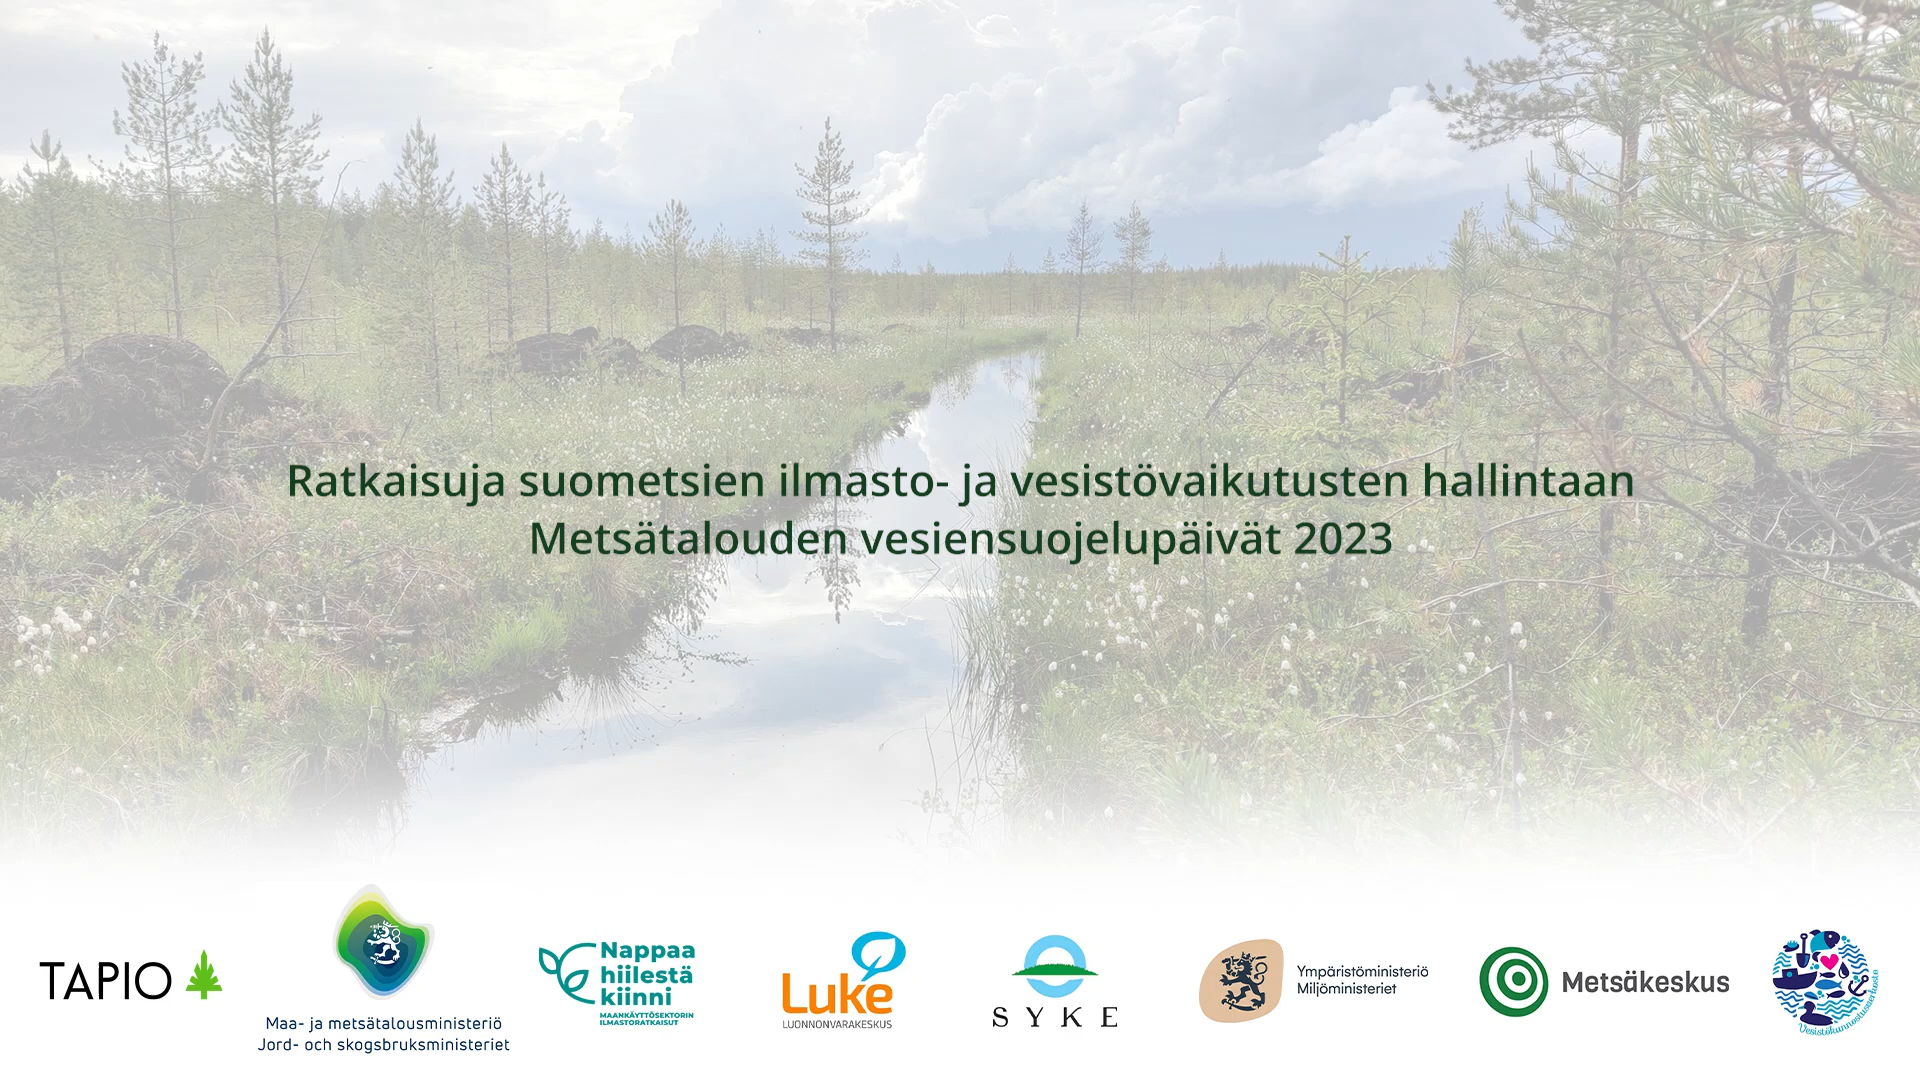 Ratkaisuja suometsien ilmasto- ja vesistövaikutusten hallintaan
Metsätalouden vesiensuojelupäivät 2023
TAPIO
Maa- ja metsätalousministeriö
Jord- och skogsbruksministeriet
Nappaa
hiilestä
kiinni
MAANKÄYTTÖSEKTORIN
ILMASTORATKAISUT
Luke
LUONNONVARAKESKUS
SYKE
Ympäristöministeriö
Miljöministeriet
Metsäkeskus
Vesistökunnostusverkosto